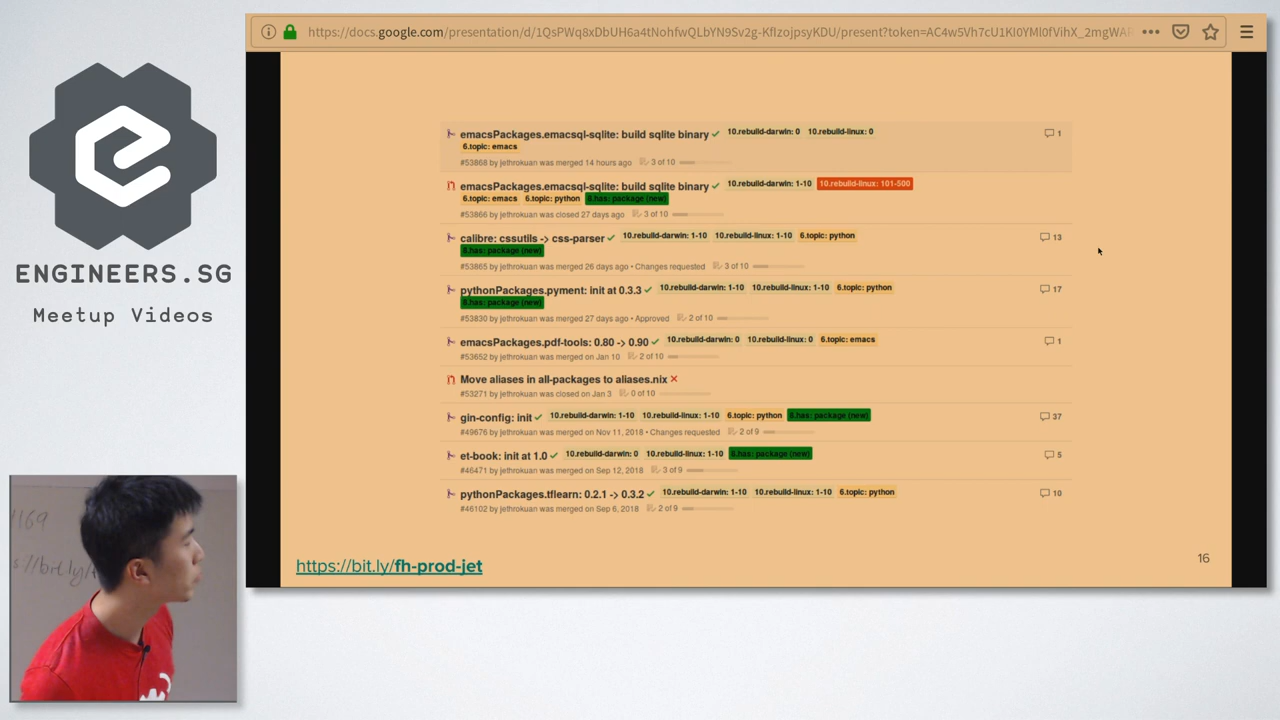 https://docs.google.com/presentation/d/1QsPWq8xDbUH6a4tNohfwQLbYN9Sv2g-KfIzojpsyKDU/present?token=AC4w5Vh7cU1KI0YMl0fVihX_2mgWA
ENGINEERS.SG
Meetup Videos
emacsPackages.emacsql-sqlite: build sqlite binary 10.rebuild-darwin: 0 10.rebuild-linux: 0 1
6.topic: emacs
#53868 by jethrokuan was merged 14 hours ago 3 of 10
emacsPackages.emacsql-sqlite: build sqlite binary 10.rebuild-darwin: 1-10 10.rebuild-linux: 101-500
6.topic: emacs 6.topic: python 8.has: package (new)
#53866 by jethrokuan was closed 27 days ago 3 of 10
calibre: cssutils -> css-parser 10.rebuild-darwin: 1-10 10.rebuild-linux: 1-10 6.topic: python 13
8.has: package (new)
#53865 by jethrokuan was merged 26 days ago • Changes requested 3 of 10
pythonPackages.pyment: init at 0.3.3 10.rebuild-darwin: 1-10 10.rebuild-linux: 1-10 6.topic: python 17
8.has: package (new)
#53830 by jethrokuan was merged 27 days ago • Approved 2 of 10
emacsPackages.pdf-tools: 0.80 -> 0.90 10.rebuild-darwin: 0 10.rebuild-linux: 0 6.topic: emacs 1
#53652 by jethrokuan was merged on Jan 10 2 of 10
Move aliases in all-packages to aliases.nix
#53271 by jethrokuan was closed on Jan 3 0 of 10
gin-config: init 10.rebuild-darwin: 1-10 10.rebuild-linux: 1-10 6.topic: python 8.has: package (new) 37
#49676 by jethrokuan was merged on Nov 11, 2018 • Changes requested 2 of 9
et-book: init at 1.0 10.rebuild-darwin: 0 10.rebuild-linux: 1-10 8.has: package (new) 5
#46471 by jethrokuan was merged on Sep 12, 2018 3 of 9
pythonPackages.tflearn: 0.2.1 -> 0.3.2 10.rebuild-darwin: 1-10 10.rebuild-linux: 1-10 6.topic: python 10
#46102 by jethrokuan was merged on Sep 6, 2018 2 of 9
https://bit.ly/fh-prod-jet
16